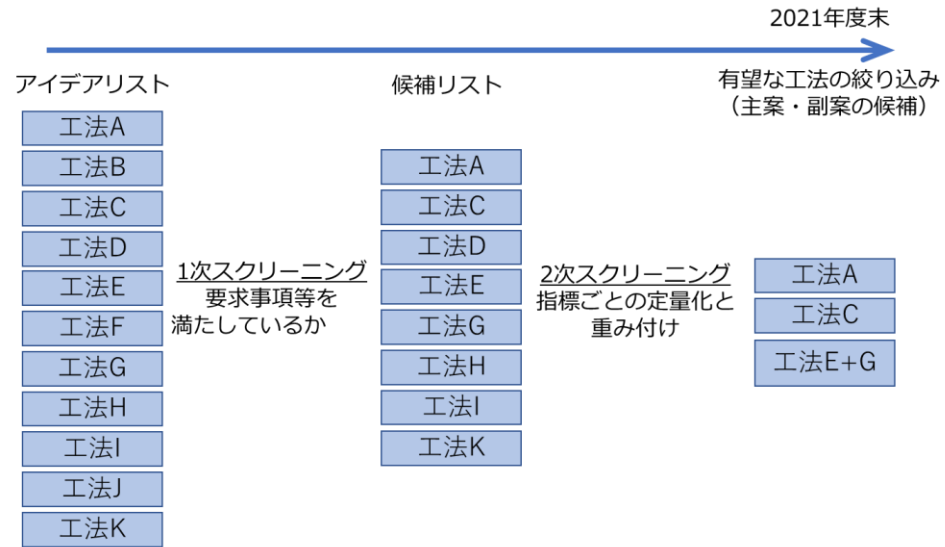 2021年度末
アイデアリスト
候補リスト
有望な工法の絞り込み
（主案・副案の候補）
工法A
工法B
工法C
工法D
工法E
工法F
工法G
工法H
工法I
工法J
工法K
1次スクリーニング
要求事項等を
満たしているか
工法A
工法C
工法D
工法E
工法G
工法H
工法I
工法K
2次スクリーニング
指標ごとの定量化と
重み付け
工法A
工法C
工法E+G